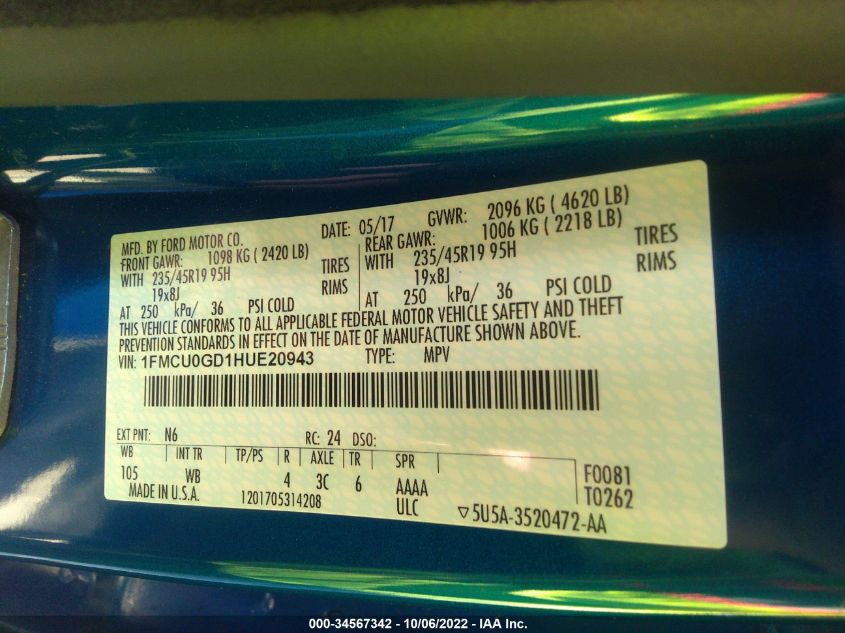 MFD. BY FORD MOTOR CO. DATE: 05/17 GVWR: 2096 KG ( 4620 LB)
FRONT GAWR: 1098 KG ( 2420 LB) REAR GAWR: 1006 KG ( 2218 LB)
WITH 235/45R19 95H TIRES WITH 235/45R19 95H TIRES
19x8J RIMS 19x8J RIMS
AT 250 kPa/ 36 PSI COLD AT 250 kPa/ 36 PSI COLD
THIS VEHICLE CONFORMS TO ALL APPLICABLE FEDERAL MOTOR VEHICLE SAFETY AND THEFT
PREVENTION STANDARDS IN EFFECT ON THE DATE OF MANUFACTURE SHOWN ABOVE.
VIN: 1FMCU0GD1HUE20943 TYPE: MPV
EXT PNT: N6 RC: 24 DSO:
WB INT TR TP/PS R AXLE TR SPR F0081
105 WB 4 3C 6 AAAA T0262
MADE IN U.S.A. 1201705314208 ULC ▽5U5A-3520472-AA
000-34567342 - 10/06/2022 - IAA Inc.